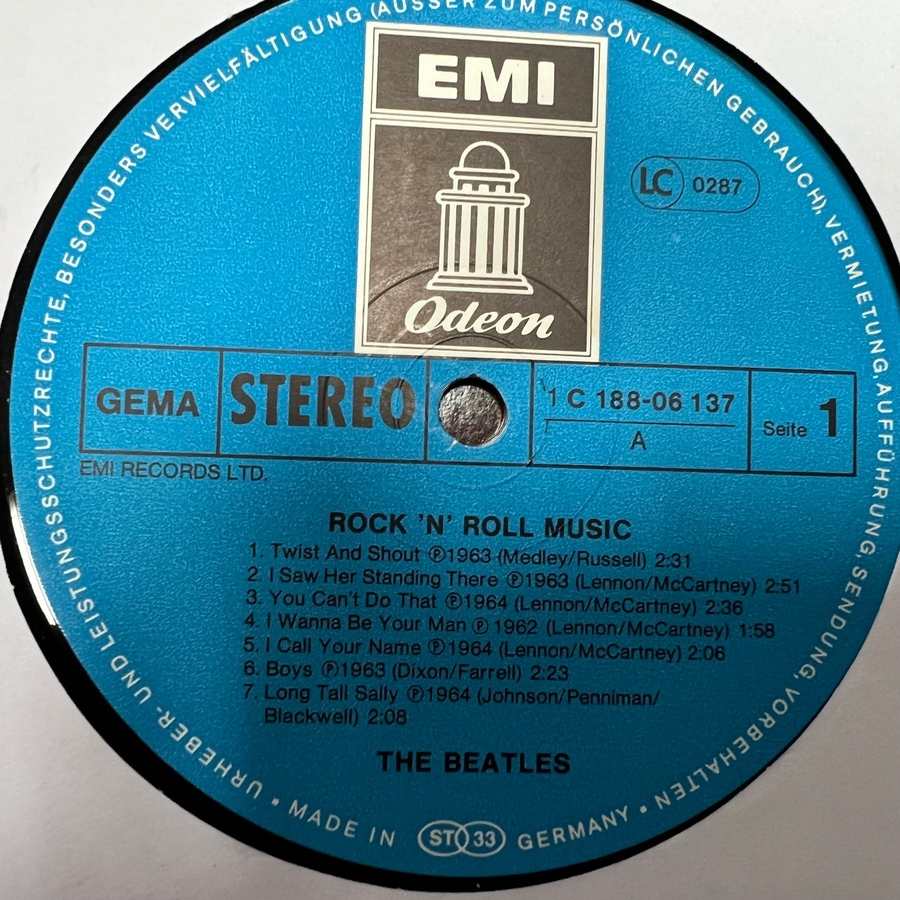 URHEBER- UND LEISTUNGSSCHUTZRECHTE, BESONDERS VERVIELFÄLTIGUNG (AUSSER ZUM PERSÖNLICHEN GEBRAUCH), VERMIETUNG, AUFFÜHRUNG, SENDUNG, VORBEHALTEN •
EMI
Odeon
LC 0287
GEMA
STEREO
1 C 188-06 137
A
Seite 1
EMI RECORDS LTD.
ROCK 'N' ROLL MUSIC
1. Twist And Shout ℗1963 (Medley/Russell) 2:31
2. I Saw Her Standing There ℗1963 (Lennon/McCartney) 2:51
3. You Can't Do That ℗1964 (Lennon/McCartney) 2:36
4. I Wanna Be Your Man ℗ 1962 (Lennon/McCartney) 1:58
5. I Call Your Name ℗1964 (Lennon/McCartney) 2:06
6. Boys ℗1963 (Dixon/Farrell) 2:23
7. Long Tall Sally ℗1964 (Johnson/Penniman/
Blackwell) 2:08
THE BEATLES
• MADE IN ST 33 GERMANY •